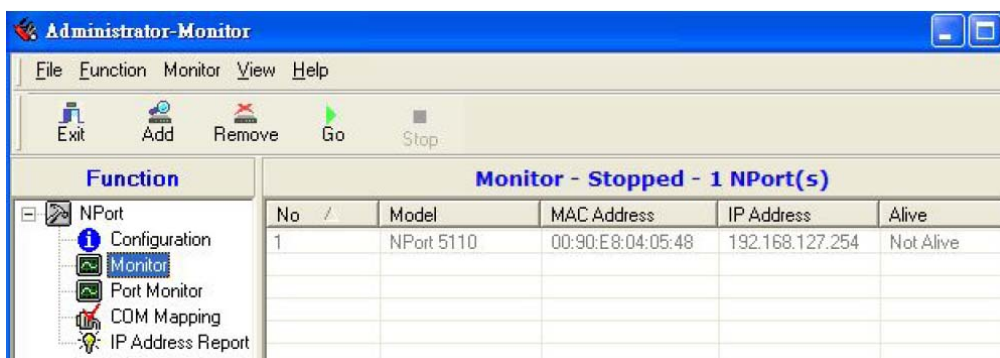 Administrator-Monitor
File Function Monitor View Help
Exit Add Remove Go Stop
Function
Monitor - Stopped - 1 NPort(s)
NPort
Configuration
Monitor
Port Monitor
COM Mapping
IP Address Report
No Model MAC Address IP Address Alive
1 NPort 5110 00:90:E8:04:05:48 192.168.127.254 Not Alive